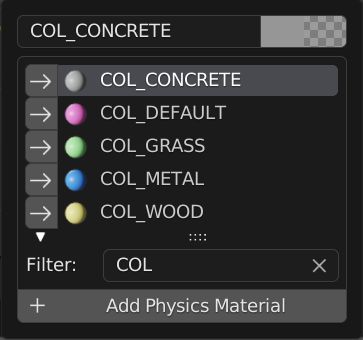 COL_CONCRETE
COL_CONCRETE
COL_DEFAULT
COL_GRASS
COL_METAL
COL_WOOD
Filter: COL
Add Physics Material